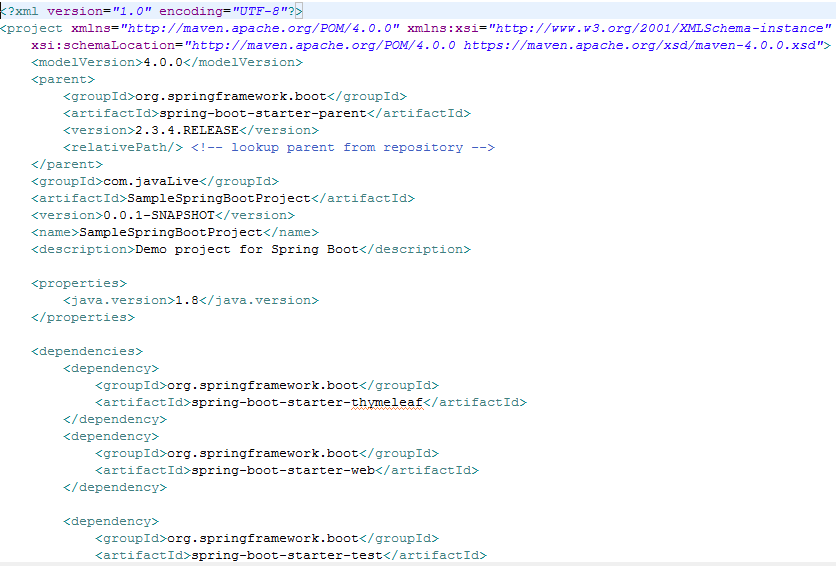 <?xml version="1.0" encoding="UTF-8"?>
<project xmlns="http://maven.apache.org/POM/4.0.0" xmlns:xsi="http://www.w3.org/2001/XMLSchema-instance"
    xsi:schemaLocation="http://maven.apache.org/POM/4.0.0 https://maven.apache.org/xsd/maven-4.0.0.xsd">
    <modelVersion>4.0.0</modelVersion>
    <parent>
        <groupId>org.springframework.boot</groupId>
        <artifactId>spring-boot-starter-parent</artifactId>
        <version>2.3.4.RELEASE</version>
        <relativePath/> <!-- lookup parent from repository -->
    </parent>
    <groupId>com.javaLive</groupId>
    <artifactId>SampleSpringBootProject</artifactId>
    <version>0.0.1-SNAPSHOT</version>
    <name>SampleSpringBootProject</name>
    <description>Demo project for Spring Boot</description>

    <properties>
        <java.version>1.8</java.version>
    </properties>

    <dependencies>
        <dependency>
            <groupId>org.springframework.boot</groupId>
            <artifactId>spring-boot-starter-thymeleaf</artifactId>
        </dependency>
        <dependency>
            <groupId>org.springframework.boot</groupId>
            <artifactId>spring-boot-starter-web</artifactId>
        </dependency>

        <dependency>
            <groupId>org.springframework.boot</groupId>
            <artifactId>spring-boot-starter-test</artifactId>